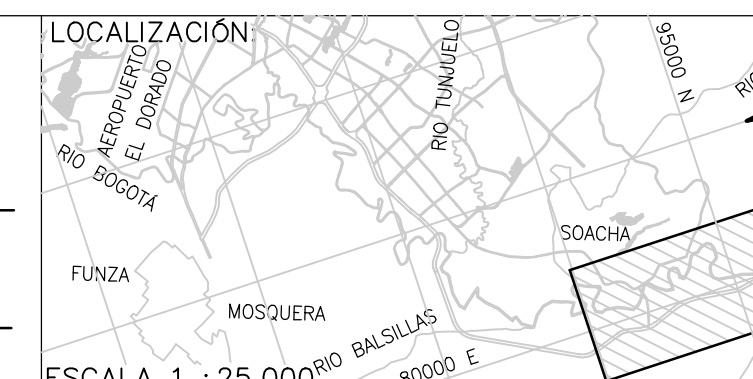 LOCALIZACIÓN:
AEROPUERTO
EL DORADO
RIO TUNJUELO
95000 N
RIO BOGOTÁ
SOACHA
FUNZA
MOSQUERA
RIO BALSILLAS
80000 E
ESCALA 1 : 25.000